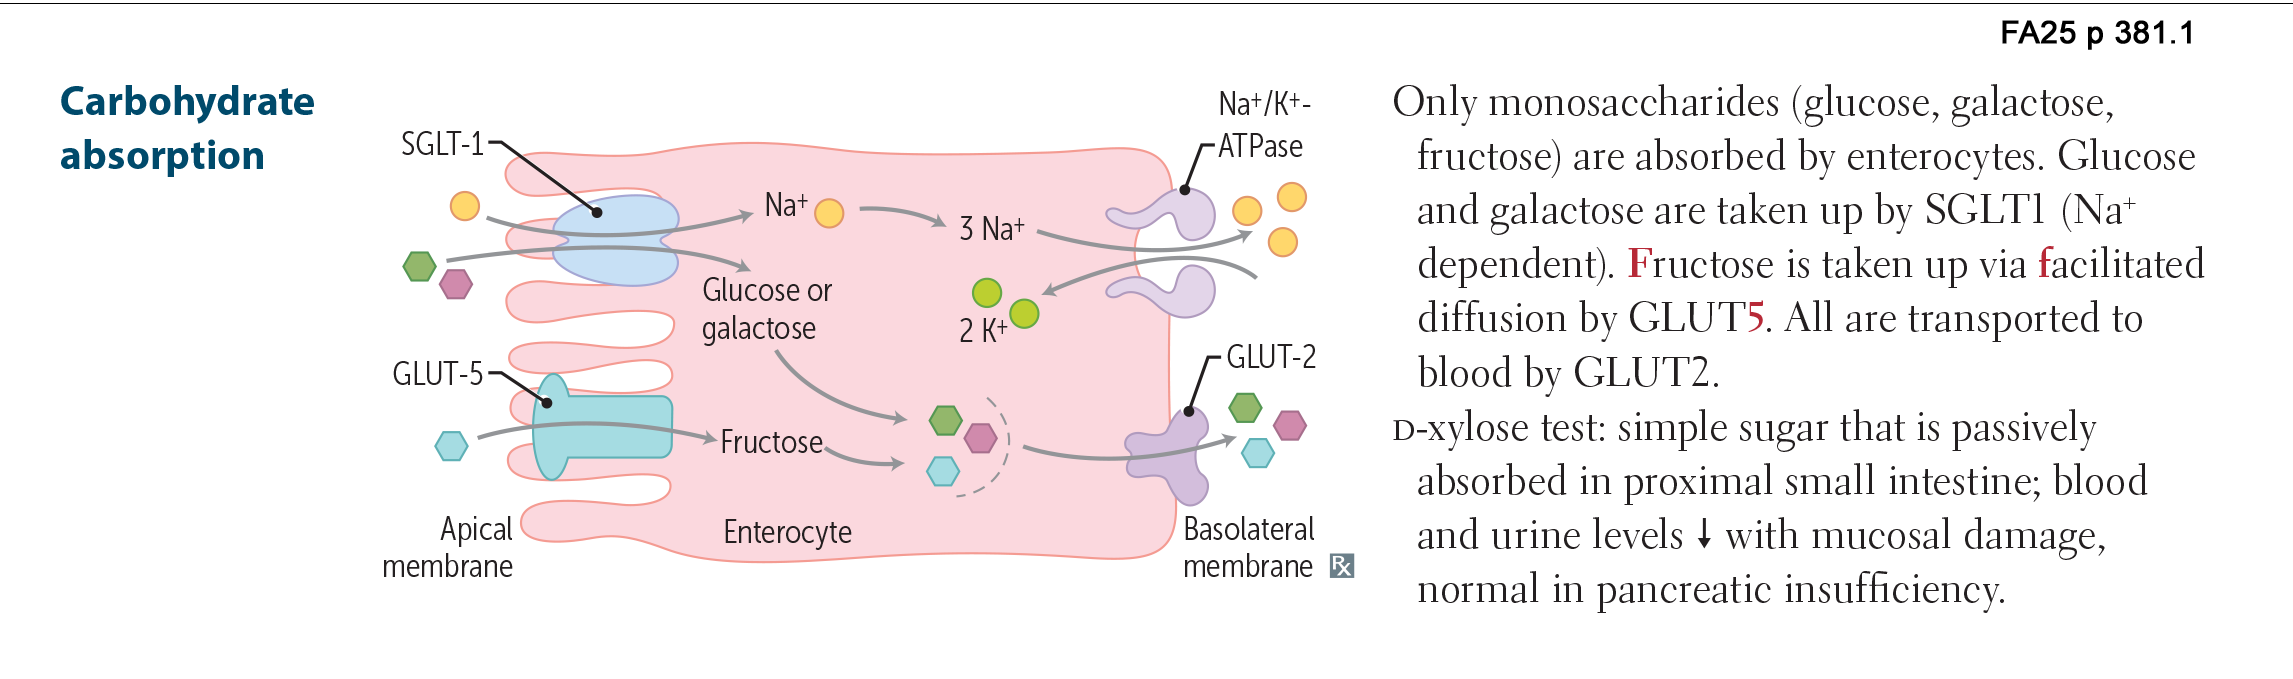 FA25 p 381.1
Carbohydrate
absorption
SGLT-1
Na⁺
3 Na⁺
Na⁺/K⁺-
ATPase
Glucose or
galactose
2 K⁺
GLUT-5
GLUT-2
Fructose
Apical
membrane
Enterocyte
Basolateral
membrane
Rx
Only monosaccharides (glucose, galactose,
fructose) are absorbed by enterocytes. Glucose
and galactose are taken up by SGLT1 (Na⁺
dependent). Fructose is taken up via facilitated
diffusion by GLUT5. All are transported to
blood by GLUT2.
D-xylose test: simple sugar that is passively
absorbed in proximal small intestine; blood
and urine levels ↓ with mucosal damage,
normal in pancreatic insufficiency.